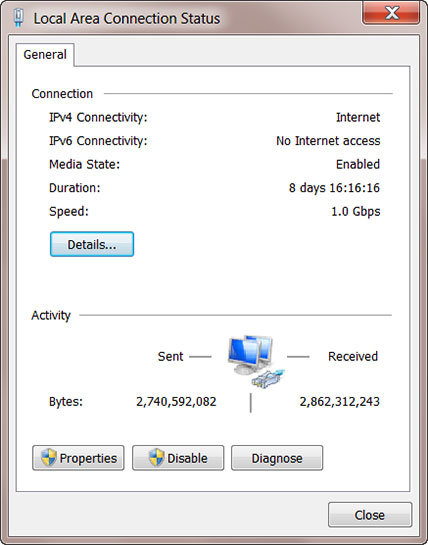 Local Area Connection Status
General
Connection
IPv4 Connectivity: Internet
IPv6 Connectivity: No Internet access
Media State: Enabled
Duration: 8 days 16:16:16
Speed: 1.0 Gbps
Details...
Activity
Sent Received
Bytes: 2,740,592,082 2,862,312,243
Properties Disable Diagnose
Close